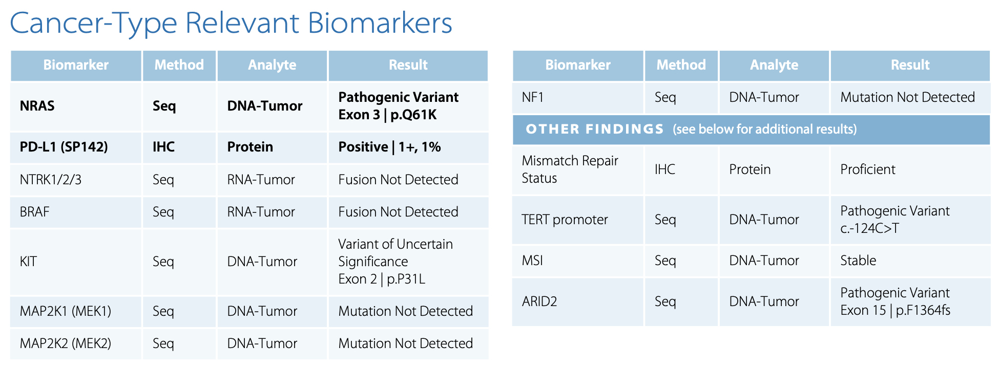 Cancer-Type Relevant Biomarkers
Biomarker Method Analyte Result
NRAS Seq DNA-Tumor Pathogenic Variant
Exon 3 | p.Q61K
PD-L1 (SP142) IHC Protein Positive | 1+, 1%
NTRK1/2/3 Seq RNA-Tumor Fusion Not Detected
BRAF Seq RNA-Tumor Fusion Not Detected
KIT Seq DNA-Tumor Variant of Uncertain
Significance
Exon 2 | p.P31L
MAP2K1 (MEK1) Seq DNA-Tumor Mutation Not Detected
MAP2K2 (MEK2) Seq DNA-Tumor Mutation Not Detected
Biomarker Method Analyte Result
NF1 Seq DNA-Tumor Mutation Not Detected
OTHER FINDINGS (see below for additional results)
Mismatch Repair
Status IHC Protein Proficient
TERT promoter Seq DNA-Tumor Pathogenic Variant
c.-124C>T
MSI Seq DNA-Tumor Stable
ARID2 Seq DNA-Tumor Pathogenic Variant
Exon 15 | p.F1364fs